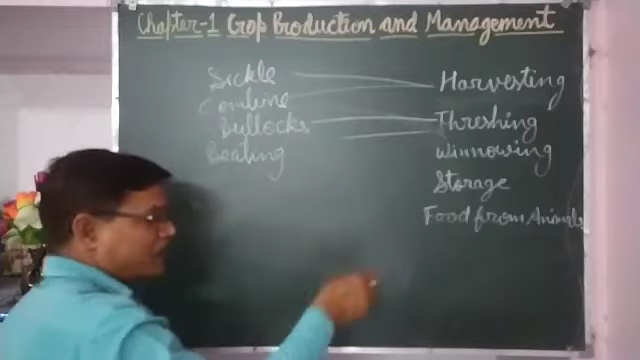 Chapter-1 Crop Production and Management
Sickle Harvesting
Combine
Bullocks Threshing
Beating Winnowing
Storage
Food from Animals